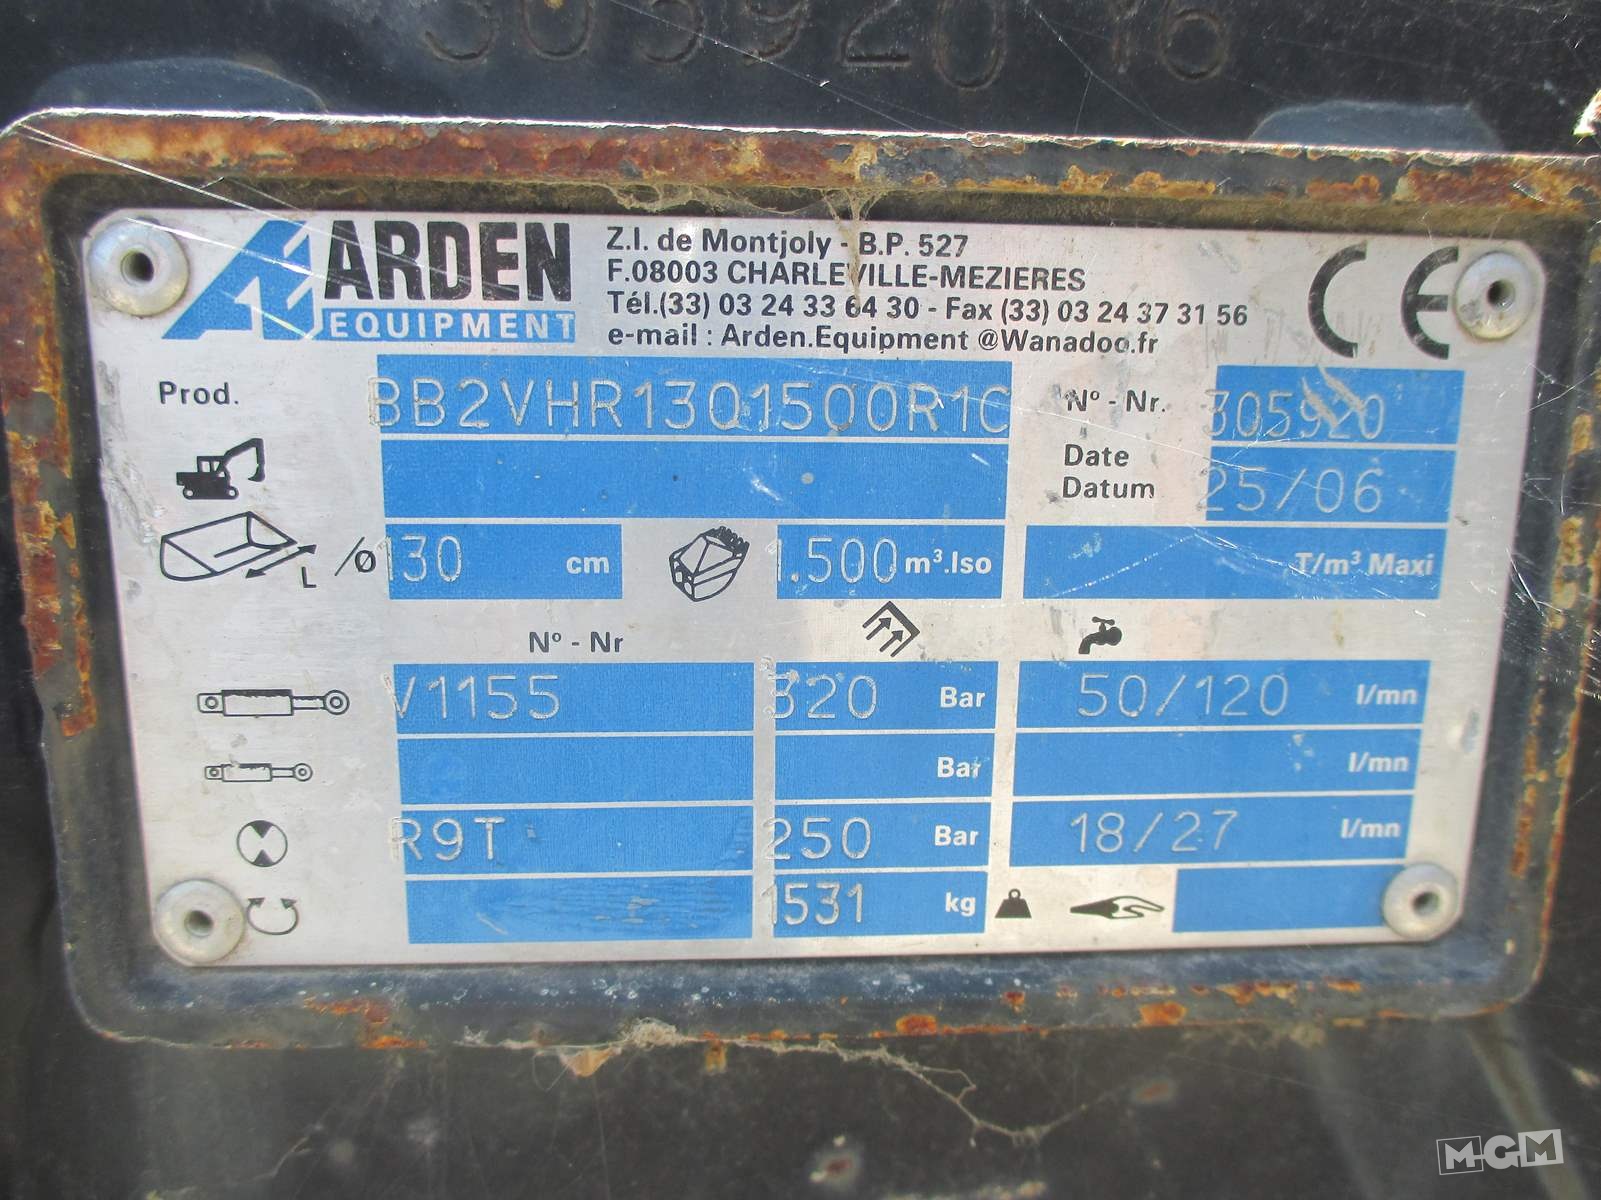 305920 16
ARDEN
EQUIPMENT
Z.I. de Montjoly - B.P. 527
F.08003 CHARLEVILLE-MEZIERES
Tél.(33) 03 24 33 64 30 - Fax (33) 03 24 37 31 56
e-mail : Arden.Equipment @Wanadoo.fr
CE
Prod. BB2VHR13Q1500R1C Nº - Nr. 305920
Date
Datum 25/06
L /Ø 130 cm 1.500 m³.Iso T/m³ Maxi
Nº - Nr
V1155 320 Bar 50/120 l/mn
Bar l/mn
R9T 250 Bar 18/27 l/mn
1531 kg
MGM